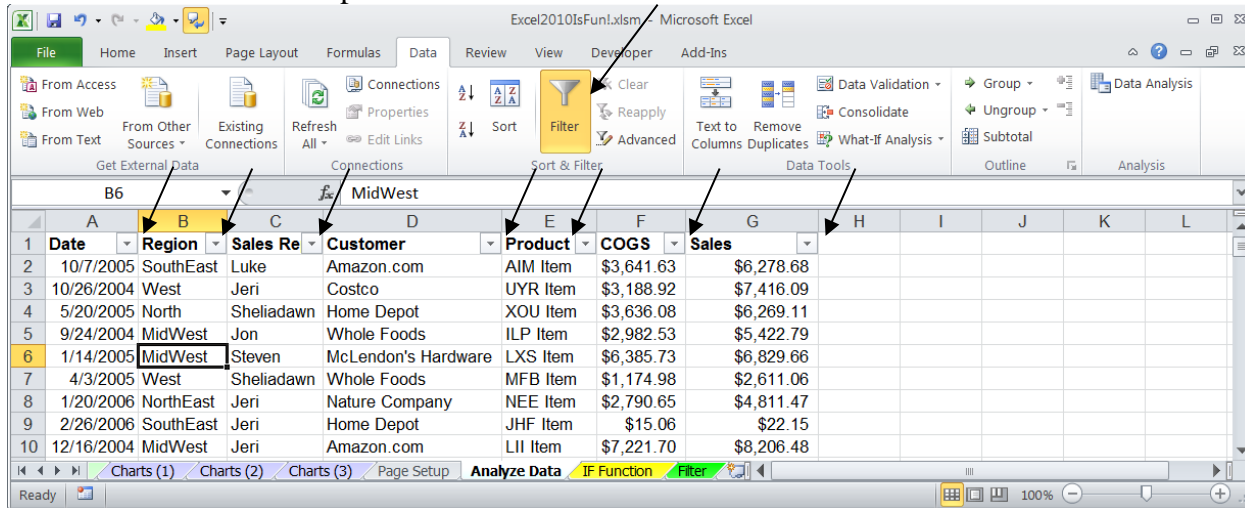 Excel2010IsFun!.xlsm - Microsoft Excel
File Home Insert Page Layout Formulas Data Review View Developer Add-Ins
From Access
From Web
From Text
From Other Sources
Existing Connections
Get External Data
Refresh All
Connections
Properties
Edit Links
Connections
Sort
Filter
Clear
Reapply
Advanced
Sort & Filter
Text to Columns
Remove Duplicates
Data Validation
Consolidate
What-If Analysis
Data Tools
Group
Ungroup
Subtotal
Outline
Data Analysis
Analysis
B6 fx MidWest
A B C D E F G H I J K L
1 Date Region Sales Re Customer Product COGS Sales
2 10/7/2005 SouthEast Luke Amazon.com AIM Item $3,641.63 $6,278.68
3 10/26/2004 West Jeri Costco UYR Item $3,188.92 $7,416.09
4 5/20/2005 North Sheliadawn Home Depot XOU Item $3,636.08 $6,269.11
5 9/24/2004 MidWest Jon Whole Foods ILP Item $2,982.53 $5,422.79
6 1/14/2005 MidWest Steven McLendon's Hardware LXS Item $6,385.73 $6,829.66
7 4/3/2005 West Sheliadawn Whole Foods MFB Item $1,174.98 $2,611.06
8 1/20/2006 NorthEast Jeri Nature Company NEE Item $2,790.65 $4,811.47
9 2/26/2006 SouthEast Jeri Home Depot JHF Item $15.06 $22.15
10 12/16/2004 MidWest Jeri Amazon.com LII Item $7,221.70 $8,206.48
Charts (1) Charts (2) Charts (3) Page Setup Analyze Data IF Function Filter
Ready 100%